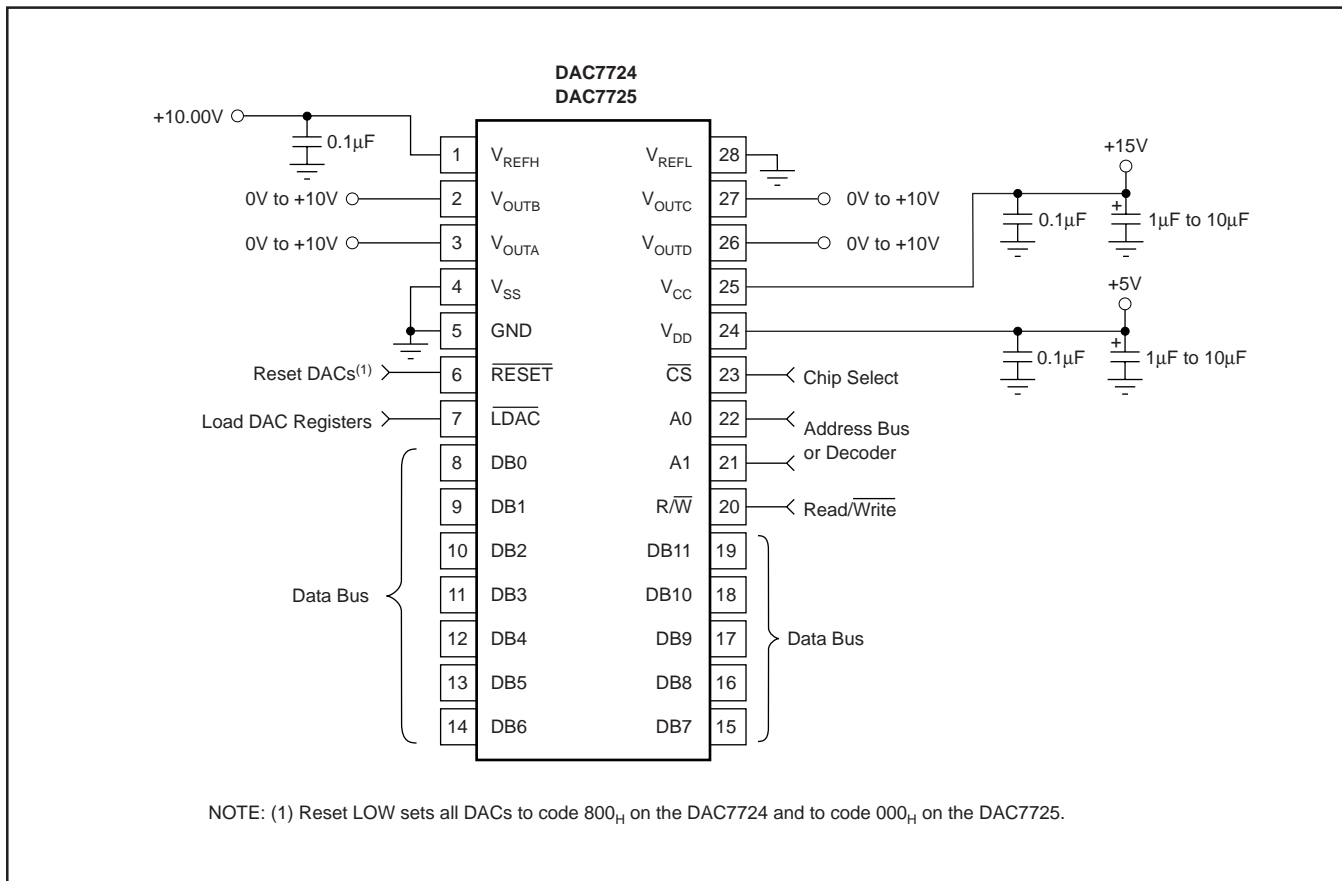 DAC7724
DAC7725
+10.00V
0.1µF
0V to +10V
0V to +10V
1 VREFH
2 VOUTB
3 VOUTA
4 VSS
5 GND
Reset DACs(1)
6 RESET
Load DAC Registers
7 LDAC
8 DB0
9 DB1
10 DB2
11 DB3
12 DB4
13 DB5
14 DB6
Data Bus
VREFL 28
VOUTC 27
0V to +10V
VOUTD 26
0V to +10V
VCC 25
+15V
0.1µF
+
1µF to 10µF
VDD 24
+5V
0.1µF
+
1µF to 10µF
CS 23
Chip Select
A0 22
A1 21
Address Bus
or Decoder
R/W 20
Read/Write
DB11 19
DB10 18
DB9 17
DB8 16
DB7 15
Data Bus
NOTE: (1) Reset LOW sets all DACs to code 800H on the DAC7724 and to code 000H on the DAC7725.